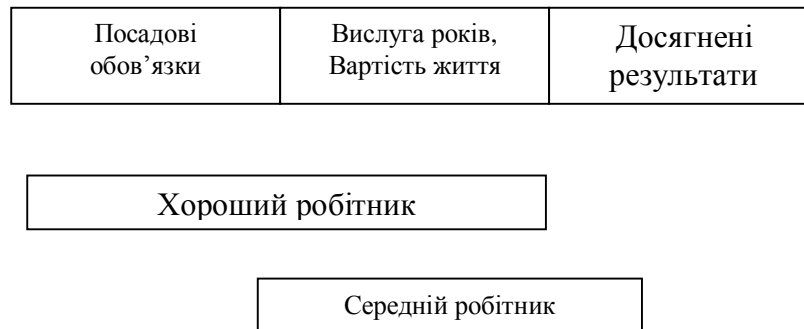 Посадові
обов’язки
Вислуга років,
Вартість життя
Досягнені
результати
Хороший робітник
Середній робітник